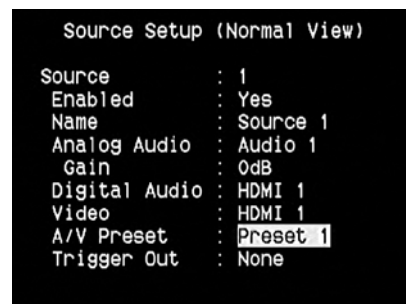 Source Setup (Normal View)
Source : 1
Enabled : Yes
Name : Source 1
Analog Audio : Audio 1
Gain : 0dB
Digital Audio : HDMI 1
Video : HDMI 1
A/V Preset : Preset 1
Trigger Out : None